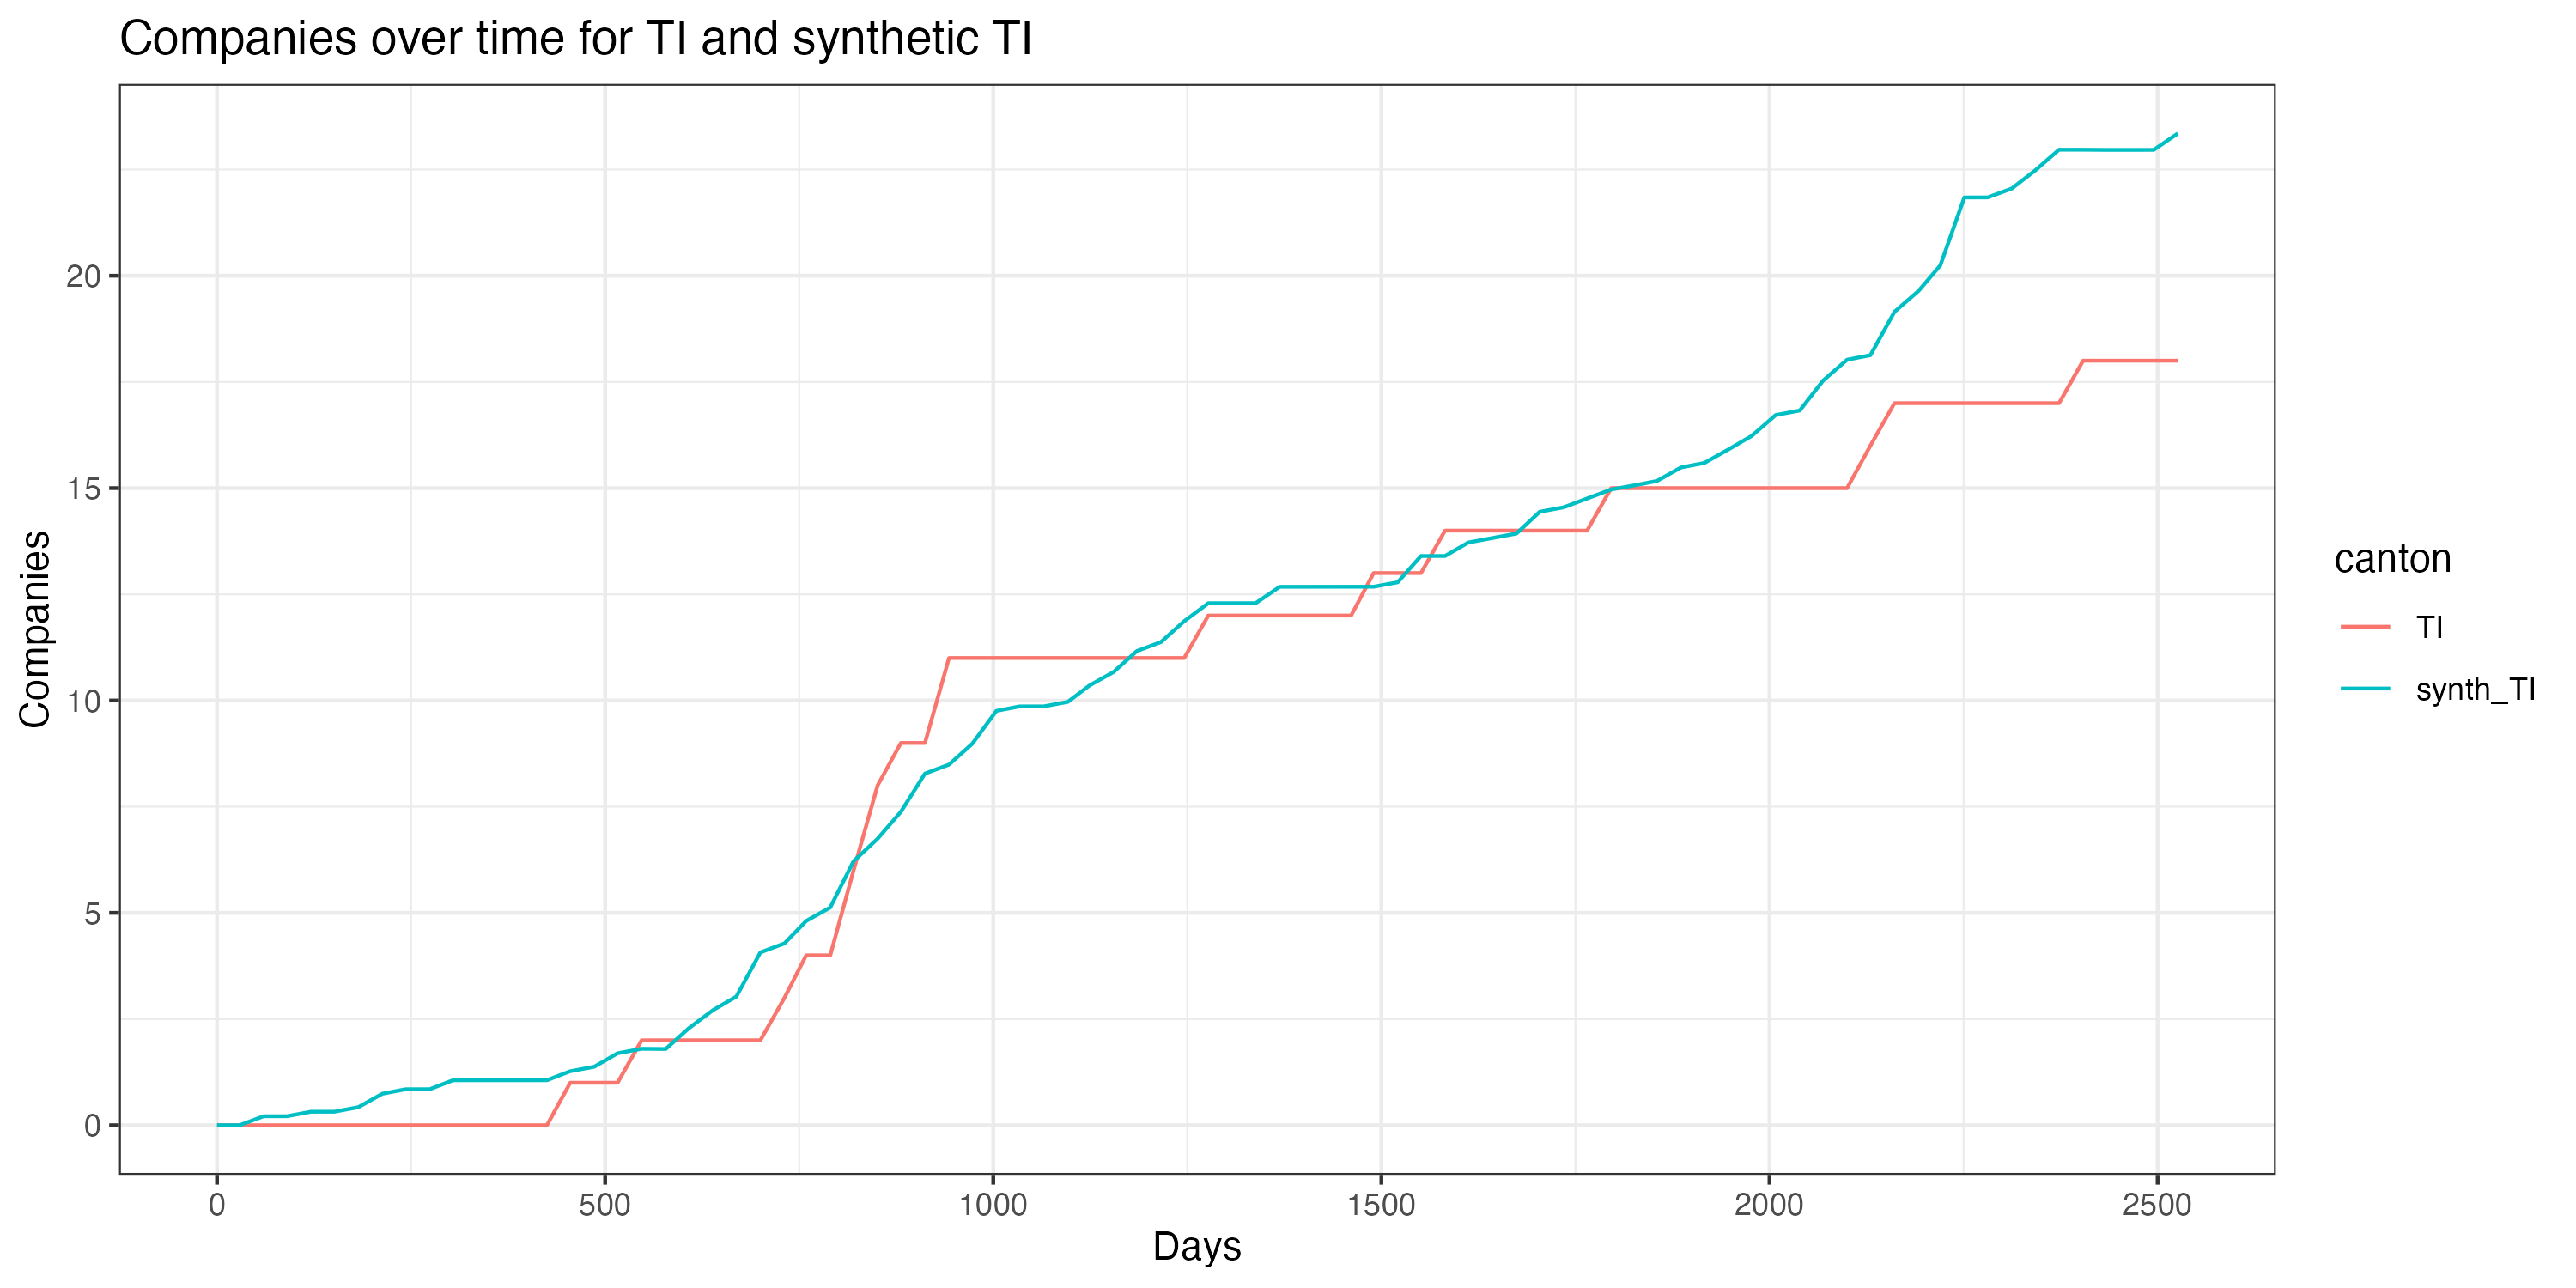 Companies over time for TI and synthetic TI
Companies
20
15
10
5
0
0 500 1000 1500 2000 2500
Days
canton
TI
synth_TI